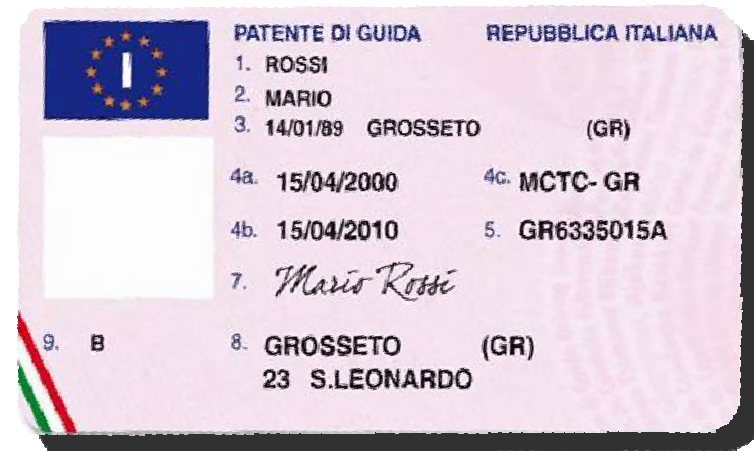 I
PATENTE DI GUIDA REPUBBLICA ITALIANA
1. ROSSI
2. MARIO
3. 14/01/89 GROSSETO (GR)
4a. 15/04/2000 4c. MCTC- GR
4b. 15/04/2010 5. GR6335015A
7. Mario Rossi
9. B 8. GROSSETO (GR)
23 S.LEONARDO